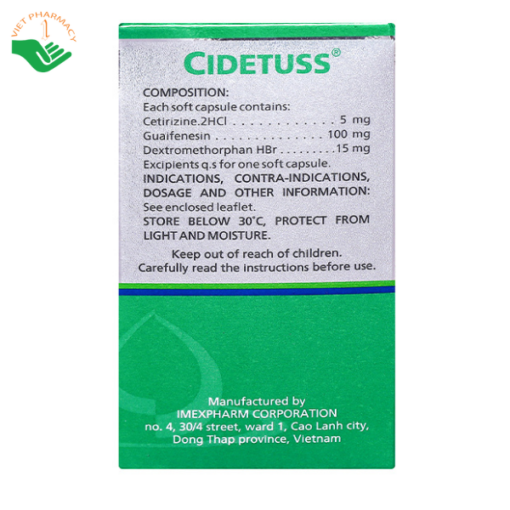 VIET PHARMACY
CIDETUSS®
COMPOSITION:
Each soft capsule contains:
Cetirizine.2HCl . . . . . . . . . . . . 5 mg
Guaifenesin . . . . . . . . . . . . . . 100 mg
Dextromethorphan HBr . . . . . . . . .15 mg
Excipients q.s for one soft capsule.
INDICATIONS, CONTRA-INDICATIONS,
DOSAGE AND OTHER INFORMATION:
See enclosed leaflet.
STORE BELOW 30°C, PROTECT FROM
LIGHT AND MOISTURE.
Keep out of reach of children.
Carefully read the instructions before use.
Manufactured by
IMEXPHARM CORPORATION
no. 4, 30/4 street, ward 1, Cao Lanh city,
Dong Thap province, Vietnam